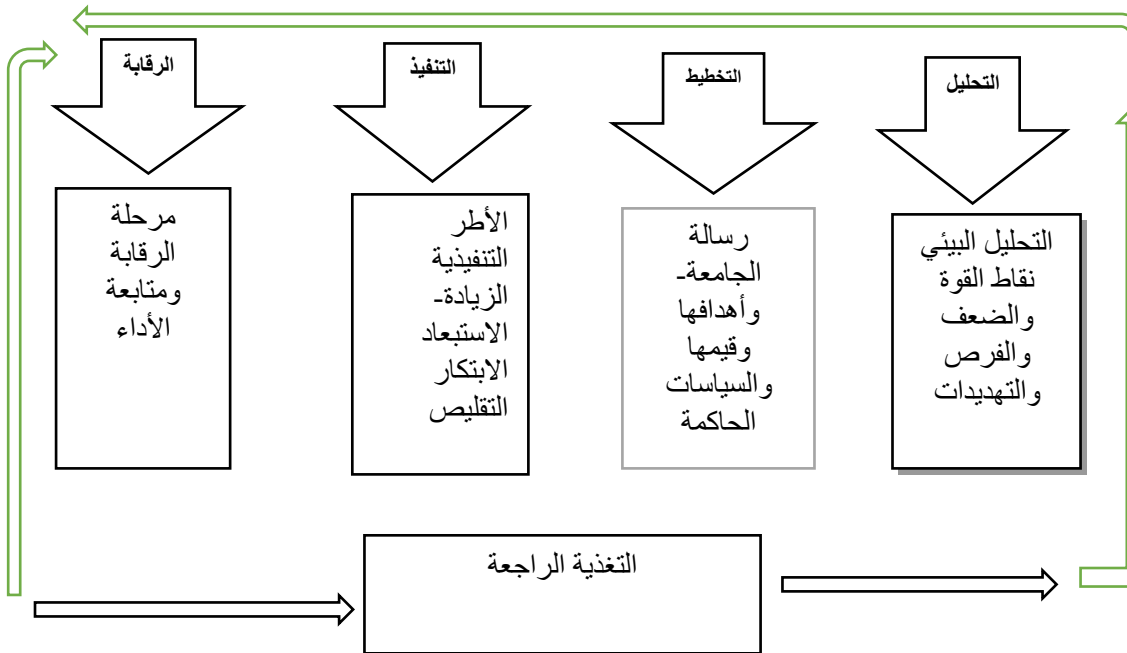 التحليل
التخطيط
التنفيذ
الرقابة
التحليل البيئي
نقاط القوة
والضعف
والفرص
والتهديدات
رسالة
الجامعة-
وأهدافها
وقيمها
والسياسات
الحاكمة
الأطر
التنفيذية
الزيادة-
الاستبعاد
الابتكار
التقليص
مرحلة
الرقابة
ومتابعة
الأداء
التغذية الراجعة